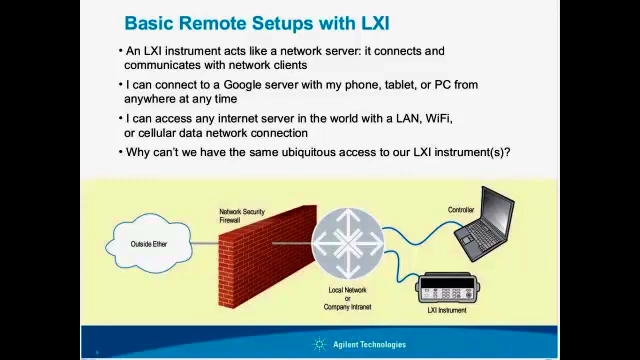 Basic Remote Setups with LXI
• An LXI instrument acts like a network server: it connects and
communicates with network clients
• I can connect to a Google server with my phone, tablet, or PC from
anywhere at any time
• I can access any internet server in the world with a LAN, WiFi,
or cellular data network connection
• Why can't we have the same ubiquitous access to our LXI instrument(s)?
Network Security
Firewall
Controller
Outside Ether
Local Network
or
Company Intranet
LXI Instrument
Agilent Technologies